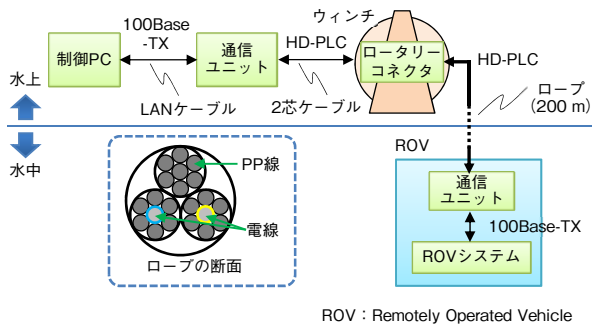 100Base
-TX
制御PC
通信
ユニット
HD-PLC
ウィンチ
ロータリー
コネクタ
HD-PLC
LANケーブル
2芯ケーブル
ロープ
（200 m）
水上
水中
PP線
電線
ロープの断面
ROV
通信
ユニット
100Base-TX
ROVシステム
ROV：Remotely Operated Vehicle